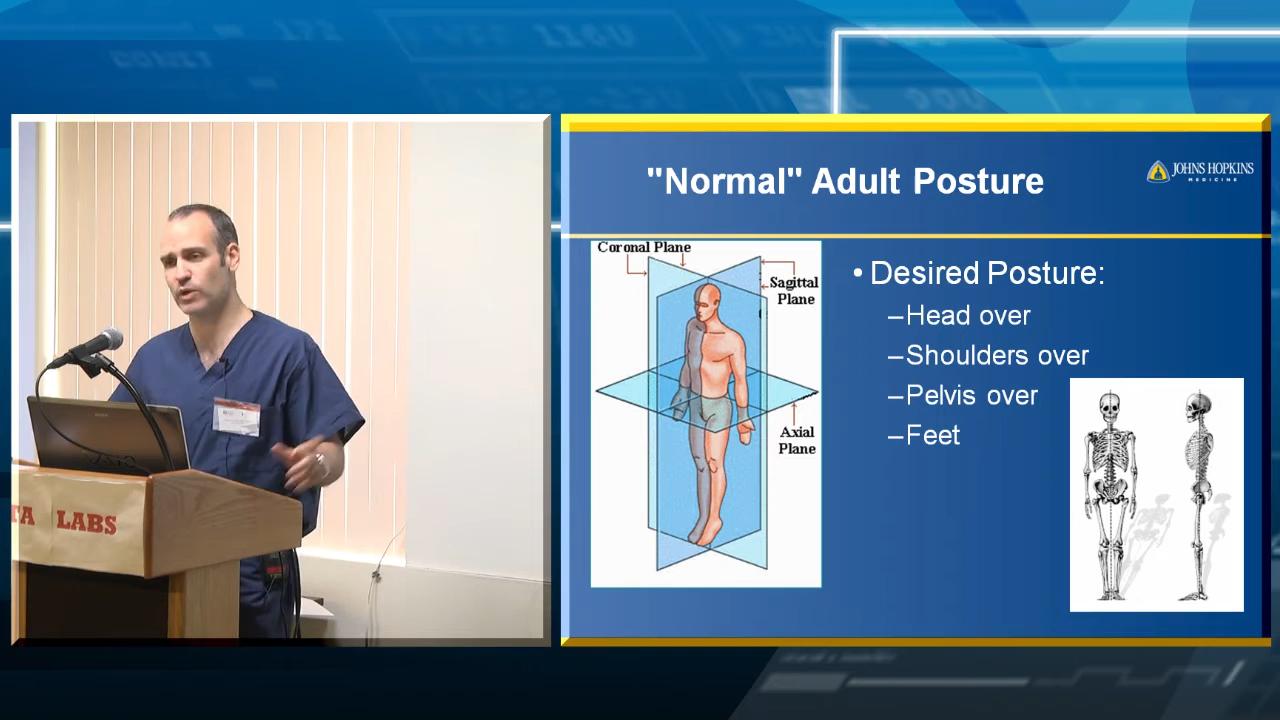 TA LABS
"Normal" Adult Posture
JOHNS HOPKINS
MEDICINE
Coronal Plane
Sagittal
Plane
Axial
Plane
• Desired Posture:
–Head over
–Shoulders over
–Pelvis over
–Feet